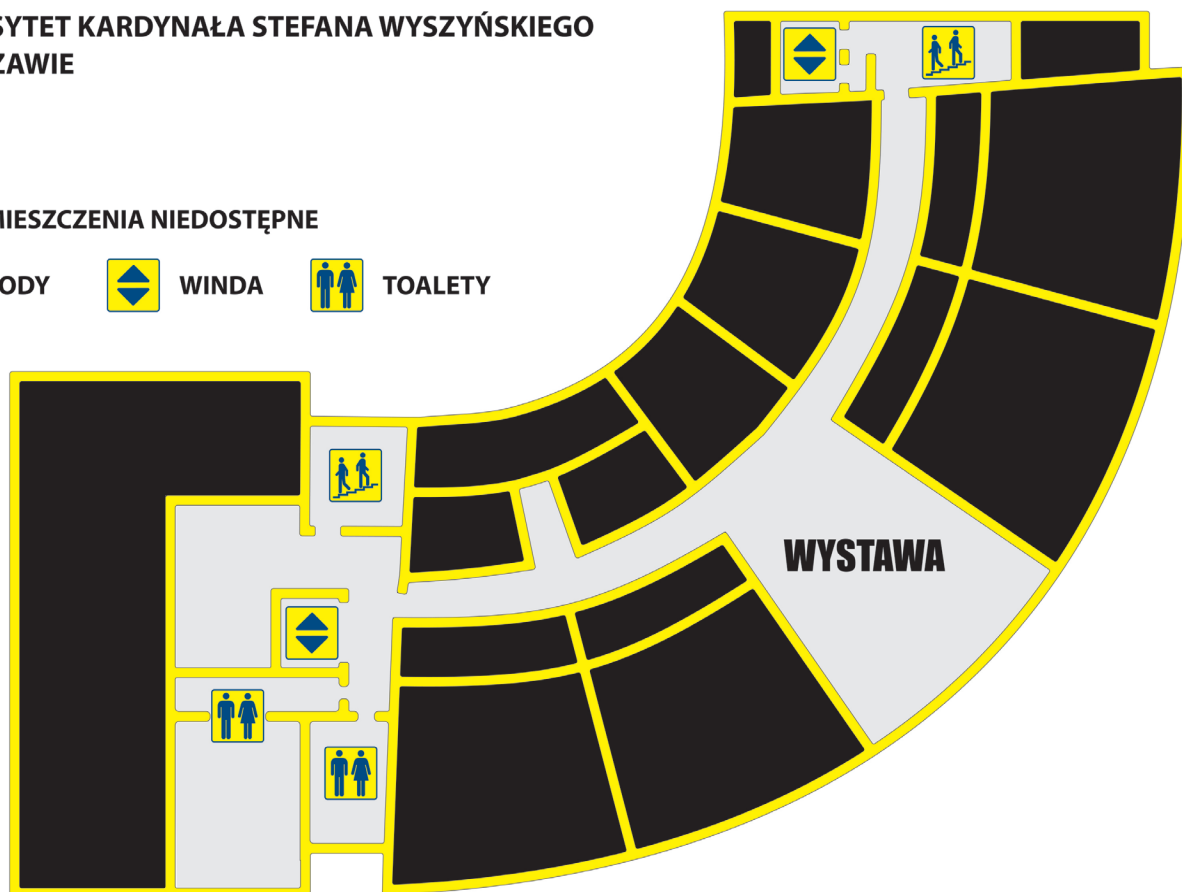 SYTET KARDYNAŁA STEFANA WYSZYŃSKIEGO
ZAWIE
MIESZCZENIA NIEDOSTĘPNE
ODY WINDA TOALETY
WYSTAWA